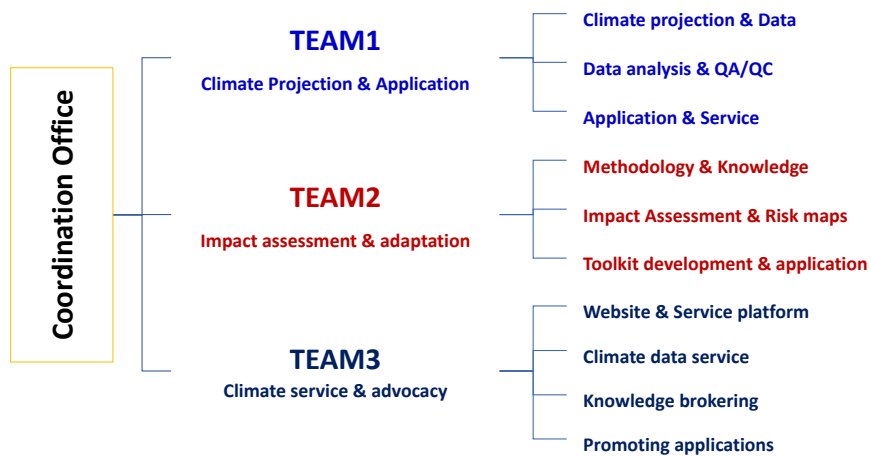 Coordination Office
TEAM1
Climate Projection & Application
Climate projection & Data
Data analysis & QA/QC
Application & Service
TEAM2
Impact assessment & adaptation
Methodology & Knowledge
Impact Assessment & Risk maps
Toolkit development & application
TEAM3
Climate service & advocacy
Website & Service platform
Climate data service
Knowledge brokering
Promoting applications